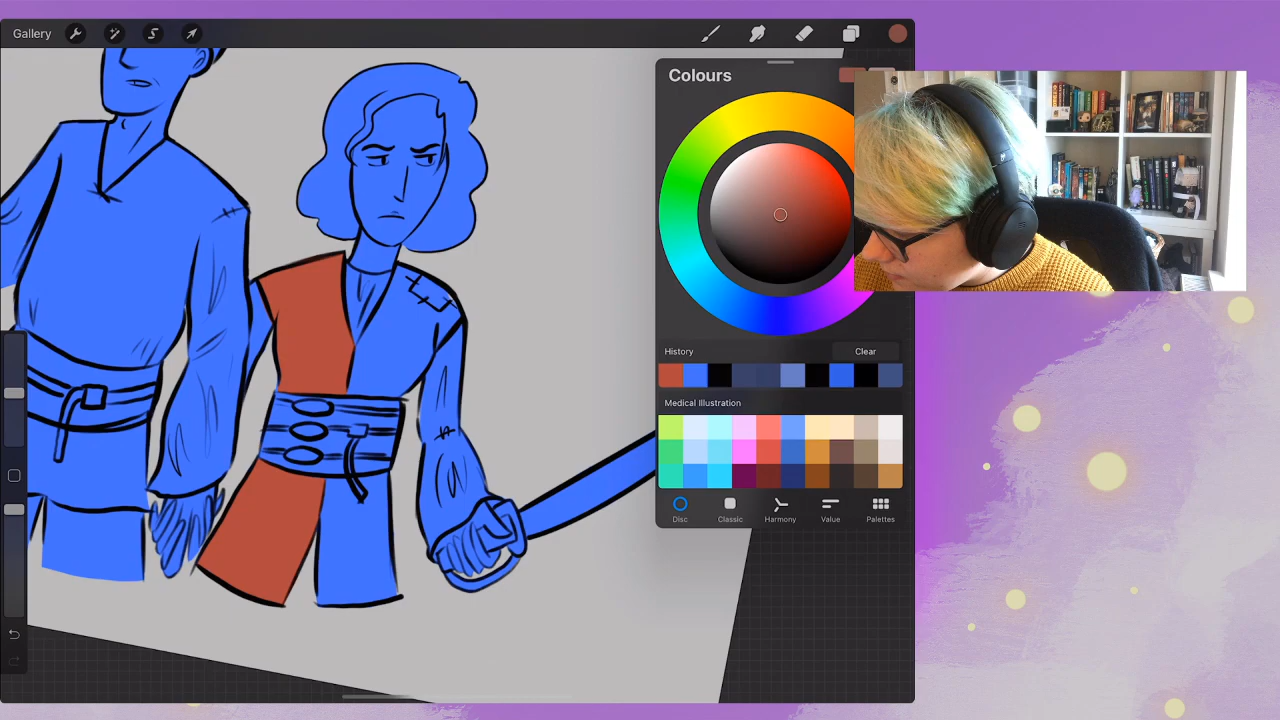 Gallery
Colours
History
Clear
Medical Illustration
Disc
Classic
Harmony
Value
Palettes